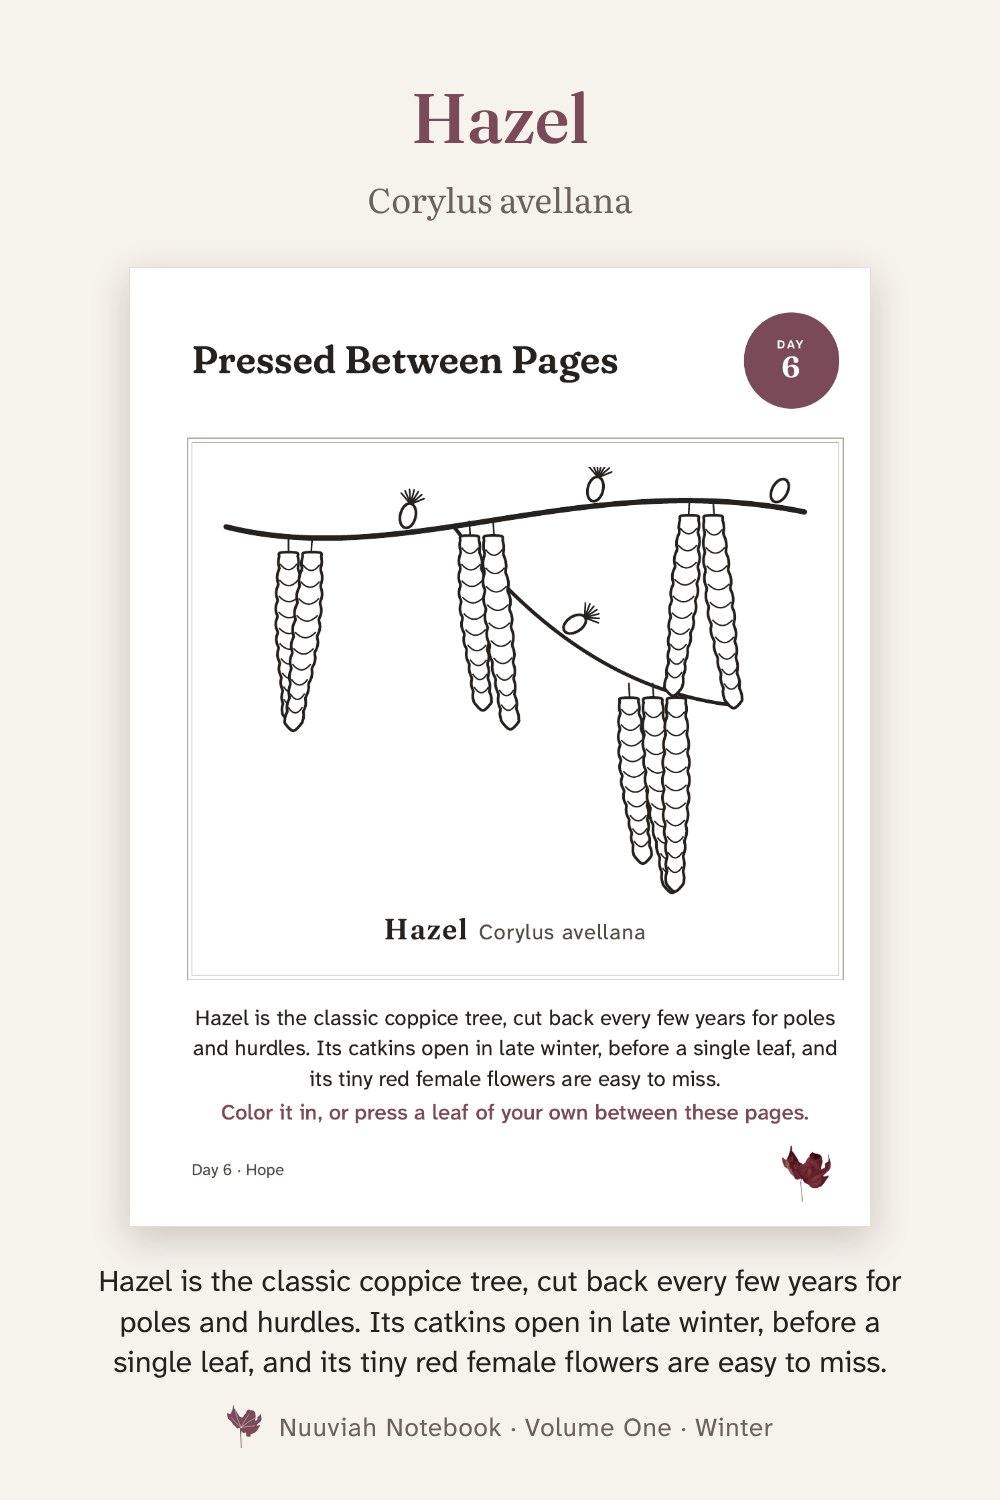 Hazel
Corylus avellana
Pressed Between Pages
DAY
6
Hazel Corylus avellana
Hazel is the classic coppice tree, cut back every few years for poles
and hurdles. Its catkins open in late winter, before a single leaf, and
its tiny red female flowers are easy to miss.
Color it in, or press a leaf of your own between these pages.
Day 6 · Hope
Hazel is the classic coppice tree, cut back every few years for
poles and hurdles. Its catkins open in late winter, before a
single leaf, and its tiny red female flowers are easy to miss.
Nuuviah Notebook · Volume One · Winter